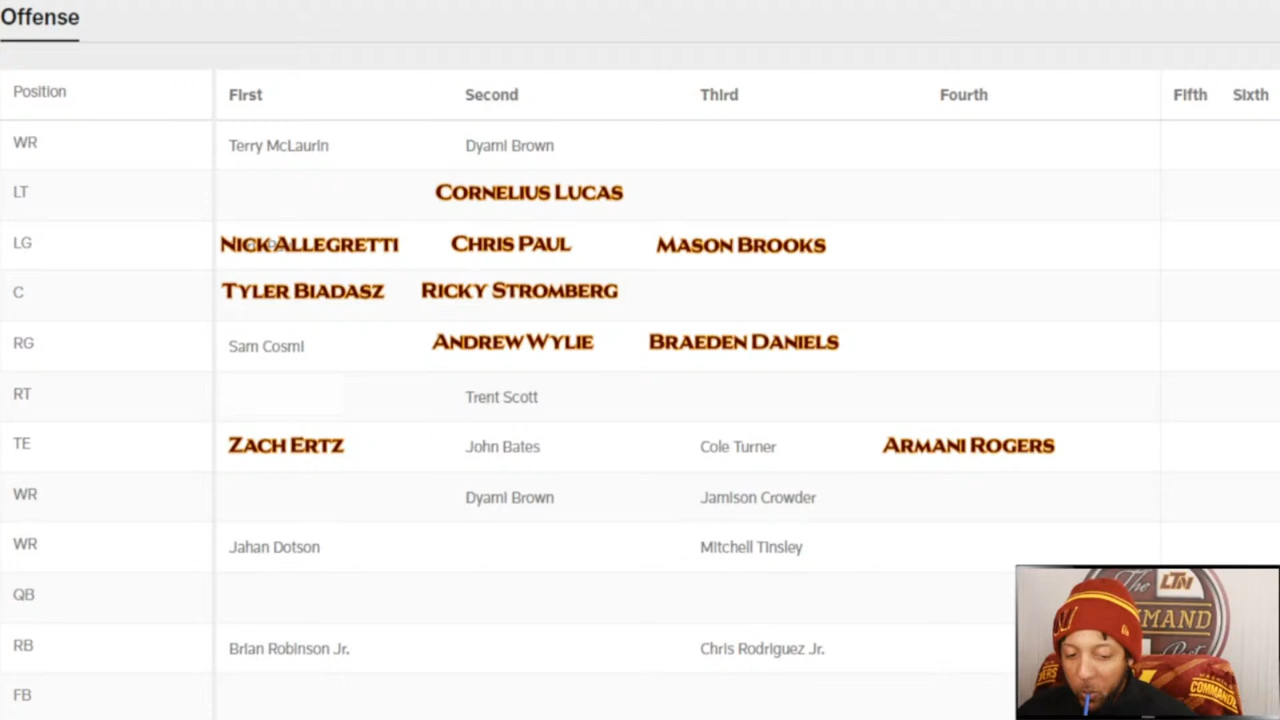 Offense
Position First Second Third Fourth Fifth Sixth
WR Terry McLaurin Dyami Brown
LT CORNELIUS LUCAS
LG NICK ALLEGRETTI CHRIS PAUL MASON BROOKS
C TYLER BIADASZ RICKY STROMBERG
RG Sam Cosmi ANDREW WYLIE BRAEDEN DANIELS
RT Trent Scott
TE ZACH ERTZ John Bates Cole Turner ARMANI ROGERS
WR Dyami Brown Jamison Crowder
WR Jahan Dotson Mitchell Tinsley
QB
RB Brian Robinson Jr. Chris Rodriguez Jr.
FB
The LTN